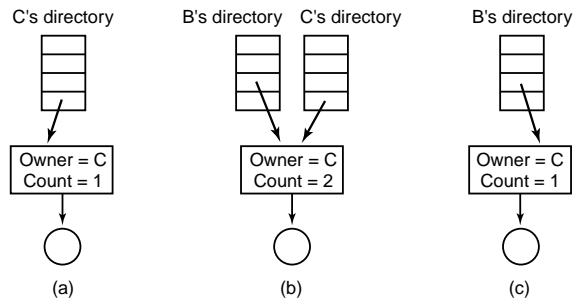 C's directory
B's directory C's directory
B's directory
Owner = C
Count = 1
Owner = C
Count = 2
Owner = C
Count = 1
(a)
(b)
(c)